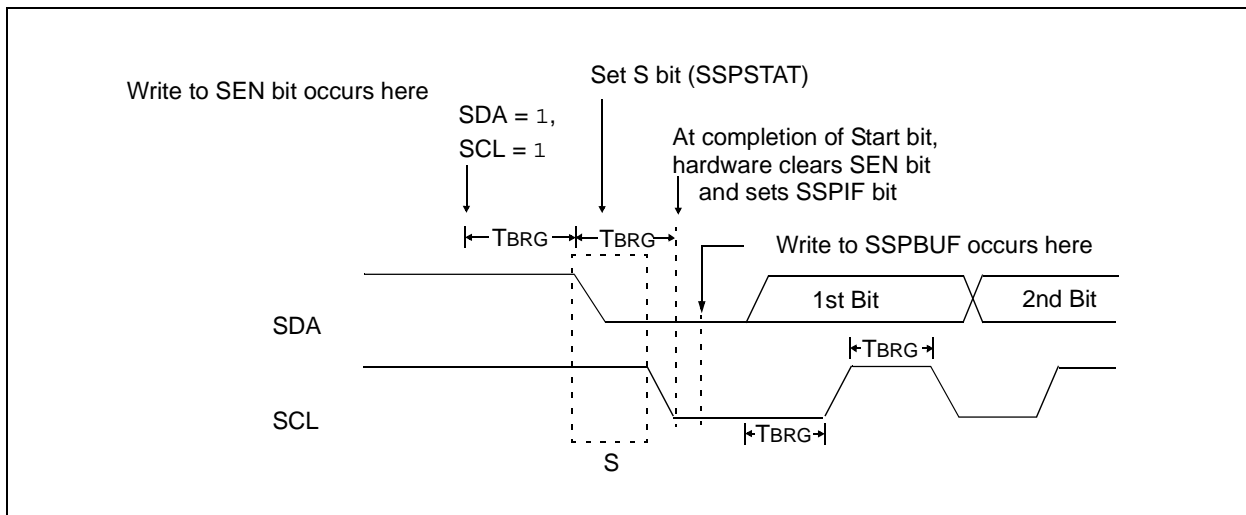 Set S bit (SSPSTAT)
Write to SEN bit occurs here
SDA = 1,
SCL = 1
At completion of Start bit,
hardware clears SEN bit
and sets SSPIF bit
TBRG
TBRG
Write to SSPBUF occurs here
1st Bit
2nd Bit
SDA
TBRG
SCL
TBRG
S